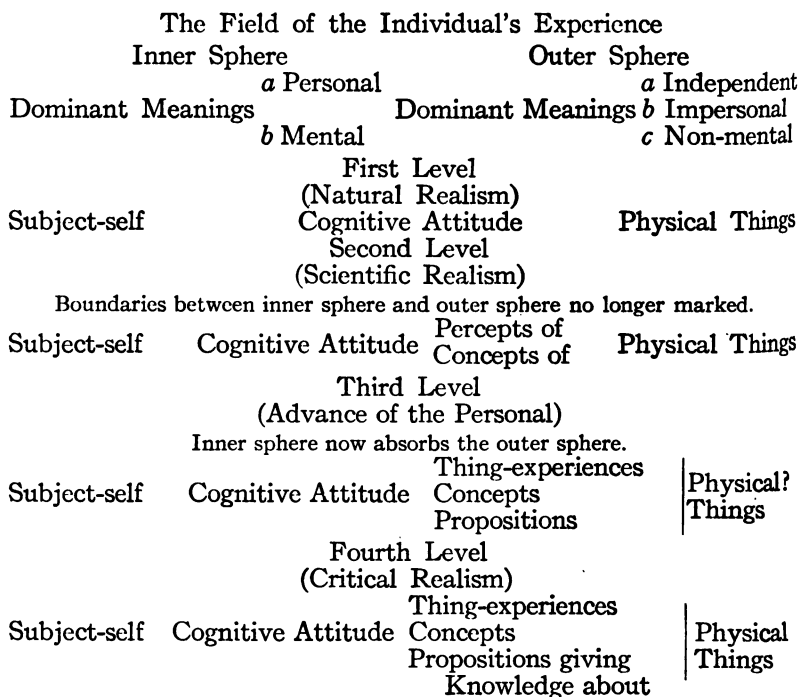 The Field of the Individual's Experience
Inner Sphere Outer Sphere
a Personal a Independent
Dominant Meanings Dominant Meanings b Impersonal
b Mental c Non-mental
First Level
(Natural Realism)
Subject-self Cognitive Attitude Physical Things
Second Level
(Scientific Realism)
Boundaries between inner sphere and outer sphere no longer marked.
Percepts of
Subject-self Cognitive Attitude Physical Things
Concepts of
Third Level
(Advance of the Personal)
Inner sphere now absorbs the outer sphere.
Thing-experiences
Physical?
Subject-self Cognitive Attitude Concepts
Things
Propositions
Fourth Level
(Critical Realism)
Thing-experiences
Subject-self Cognitive Attitude Concepts Physical
Propositions giving Things
Knowledge about